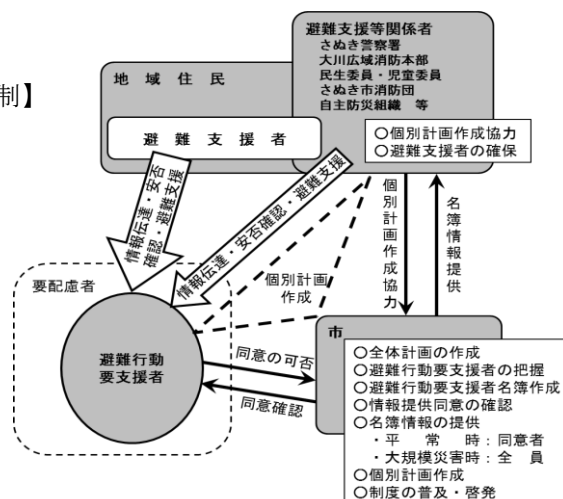 制】
避難支援等関係者
さぬき警察署
大川広域消防本部
民生委員・児童委員
さぬき市消防団
自主防災組織 等
地域住民
避難支援者
○個別計画作成協力
○避難支援者の確保
情報伝達・安否
確認・避難支援
情報伝達・安否確認・避難支援
個別計画
作成
個別計画作成協力
名簿情報提供
要配慮者
避難行動
要支援者
同意の可否
同意確認
市
○全体計画の作成
○避難行動要支援者の把握
○避難行動要支援者名簿作成
○情報提供同意の確認
○名簿情報の提供
・平常時：同意者
・大規模災害時：全員
○個別計画作成
○制度の普及・啓発